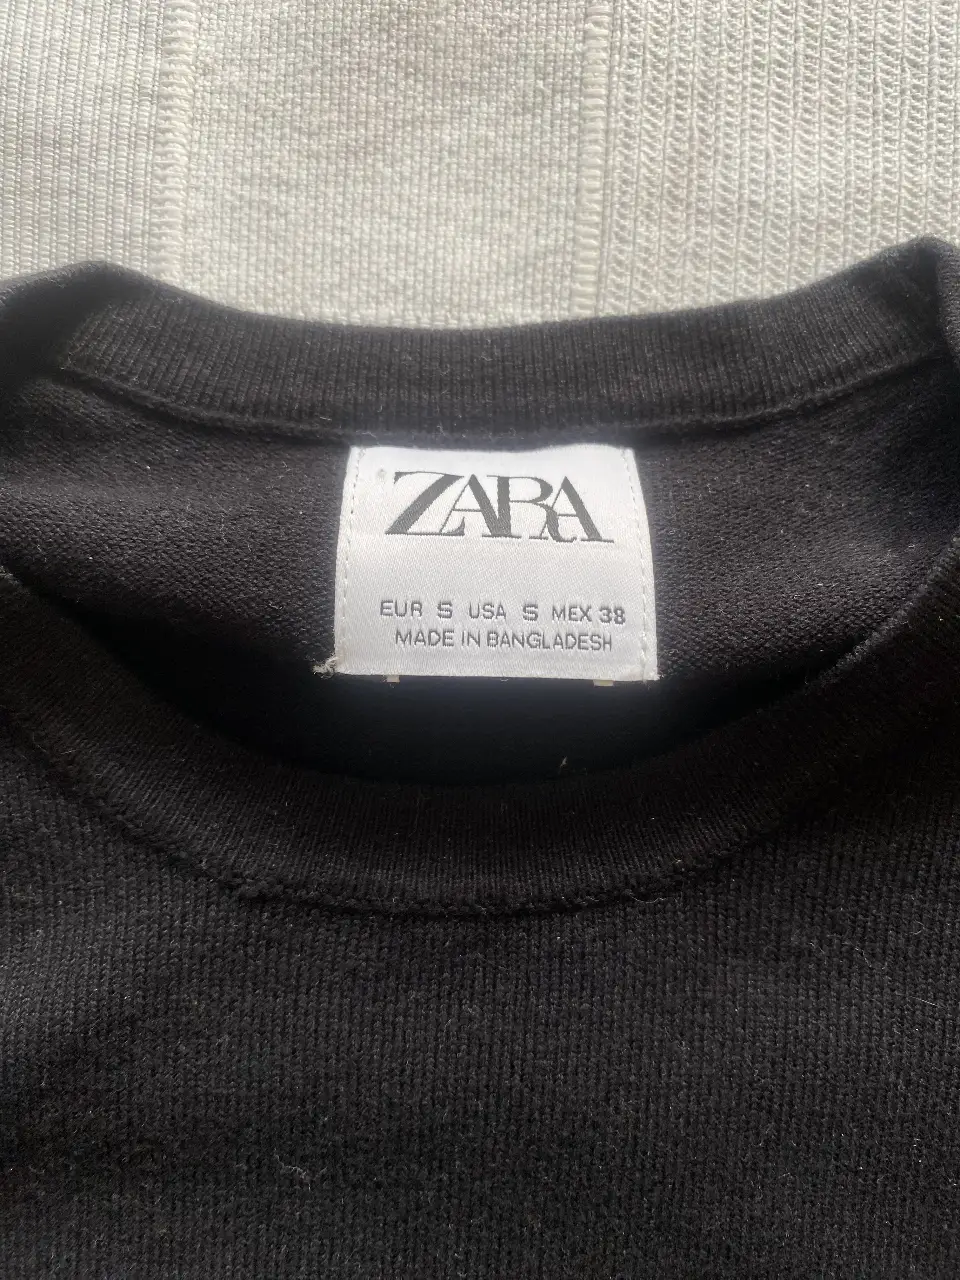 ZARA
EUR S USA S MEX 38
MADE IN BANGLADESH